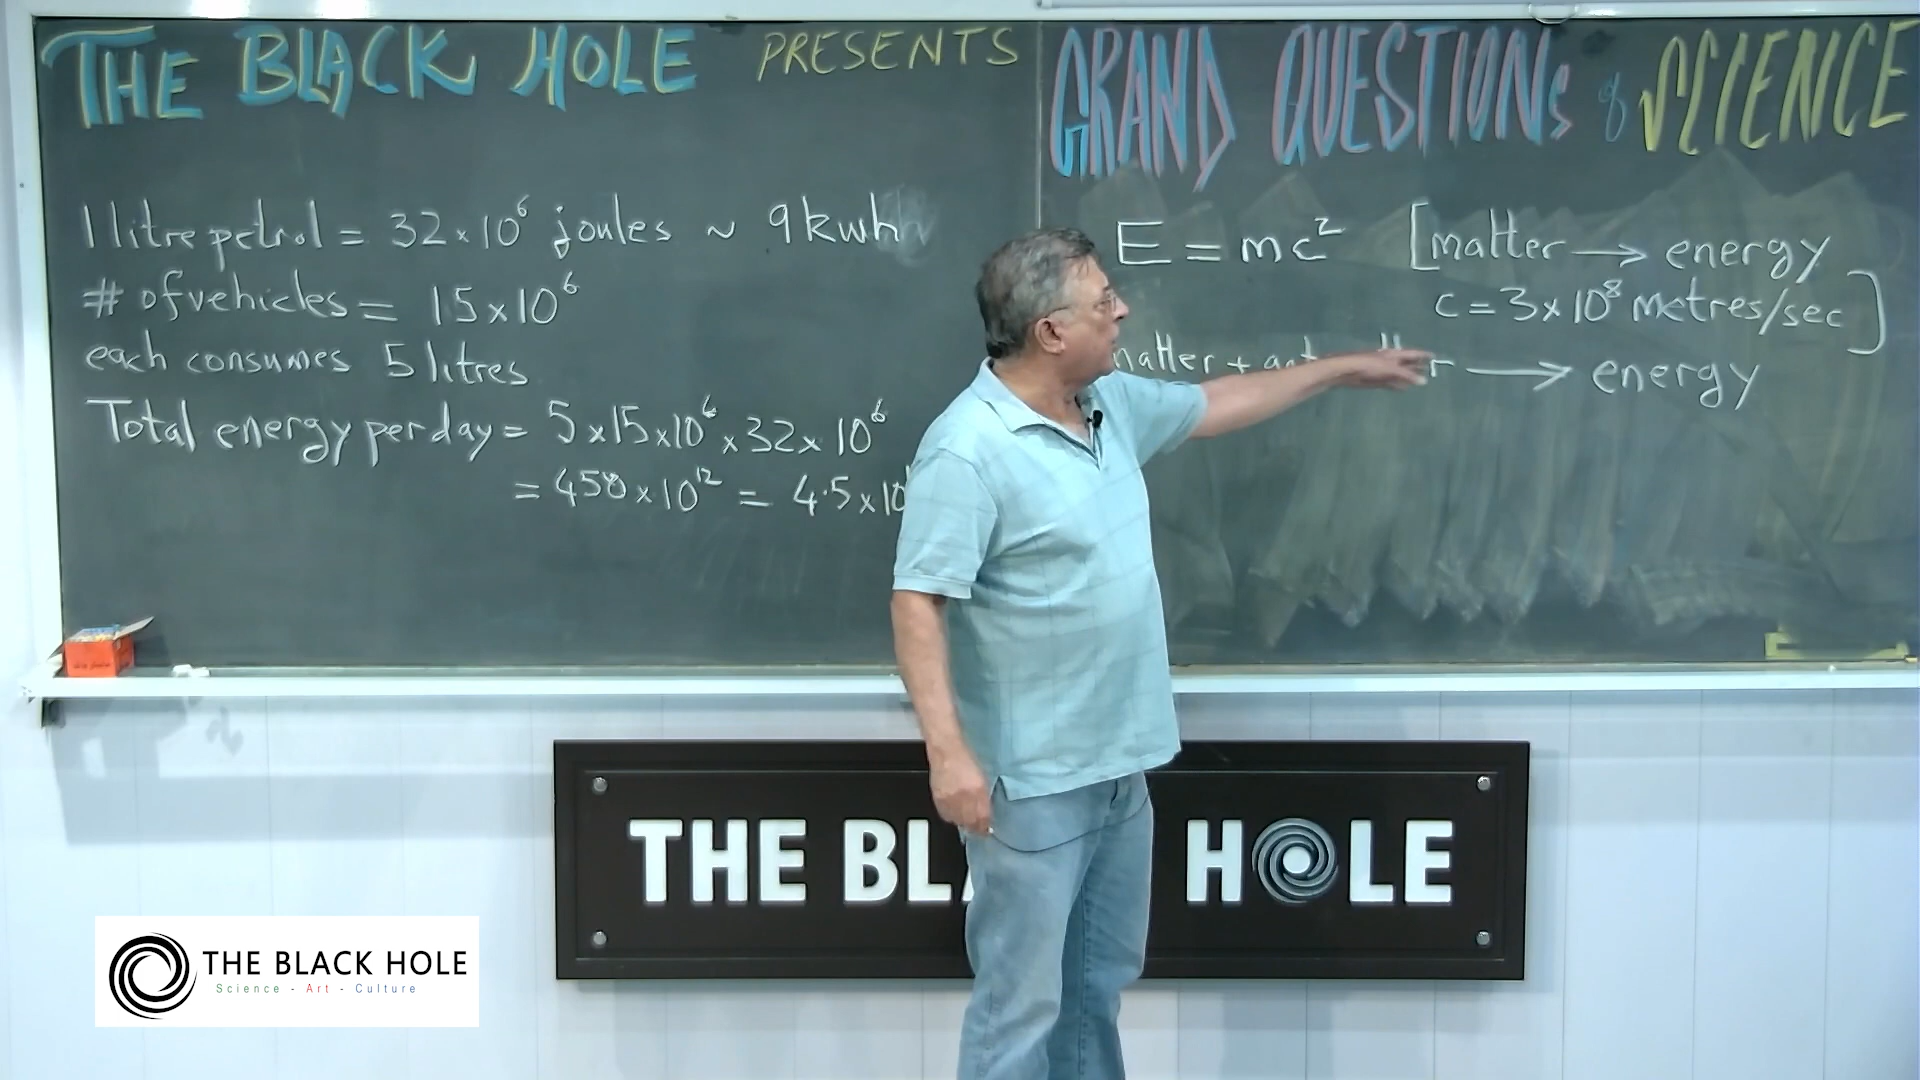 THE BLACK HOLE PRESENTS
GRAND QUESTIONs of SCIENCE
1 litre petrol = 32 × 10⁶ joules ~ 9 kwh
# of vehicles = 15 × 10⁶
each consumes 5 litres
Total energy per day = 5 × 15 × 10⁶ × 32 × 10⁶
= 450 × 10¹² = 4.5 × 10
E = mc² [matter → energy
c = 3 × 10⁸ metres/sec]
matter + → energy
THE BL HOLE
THE BLACK HOLE
Science - Art - Culture